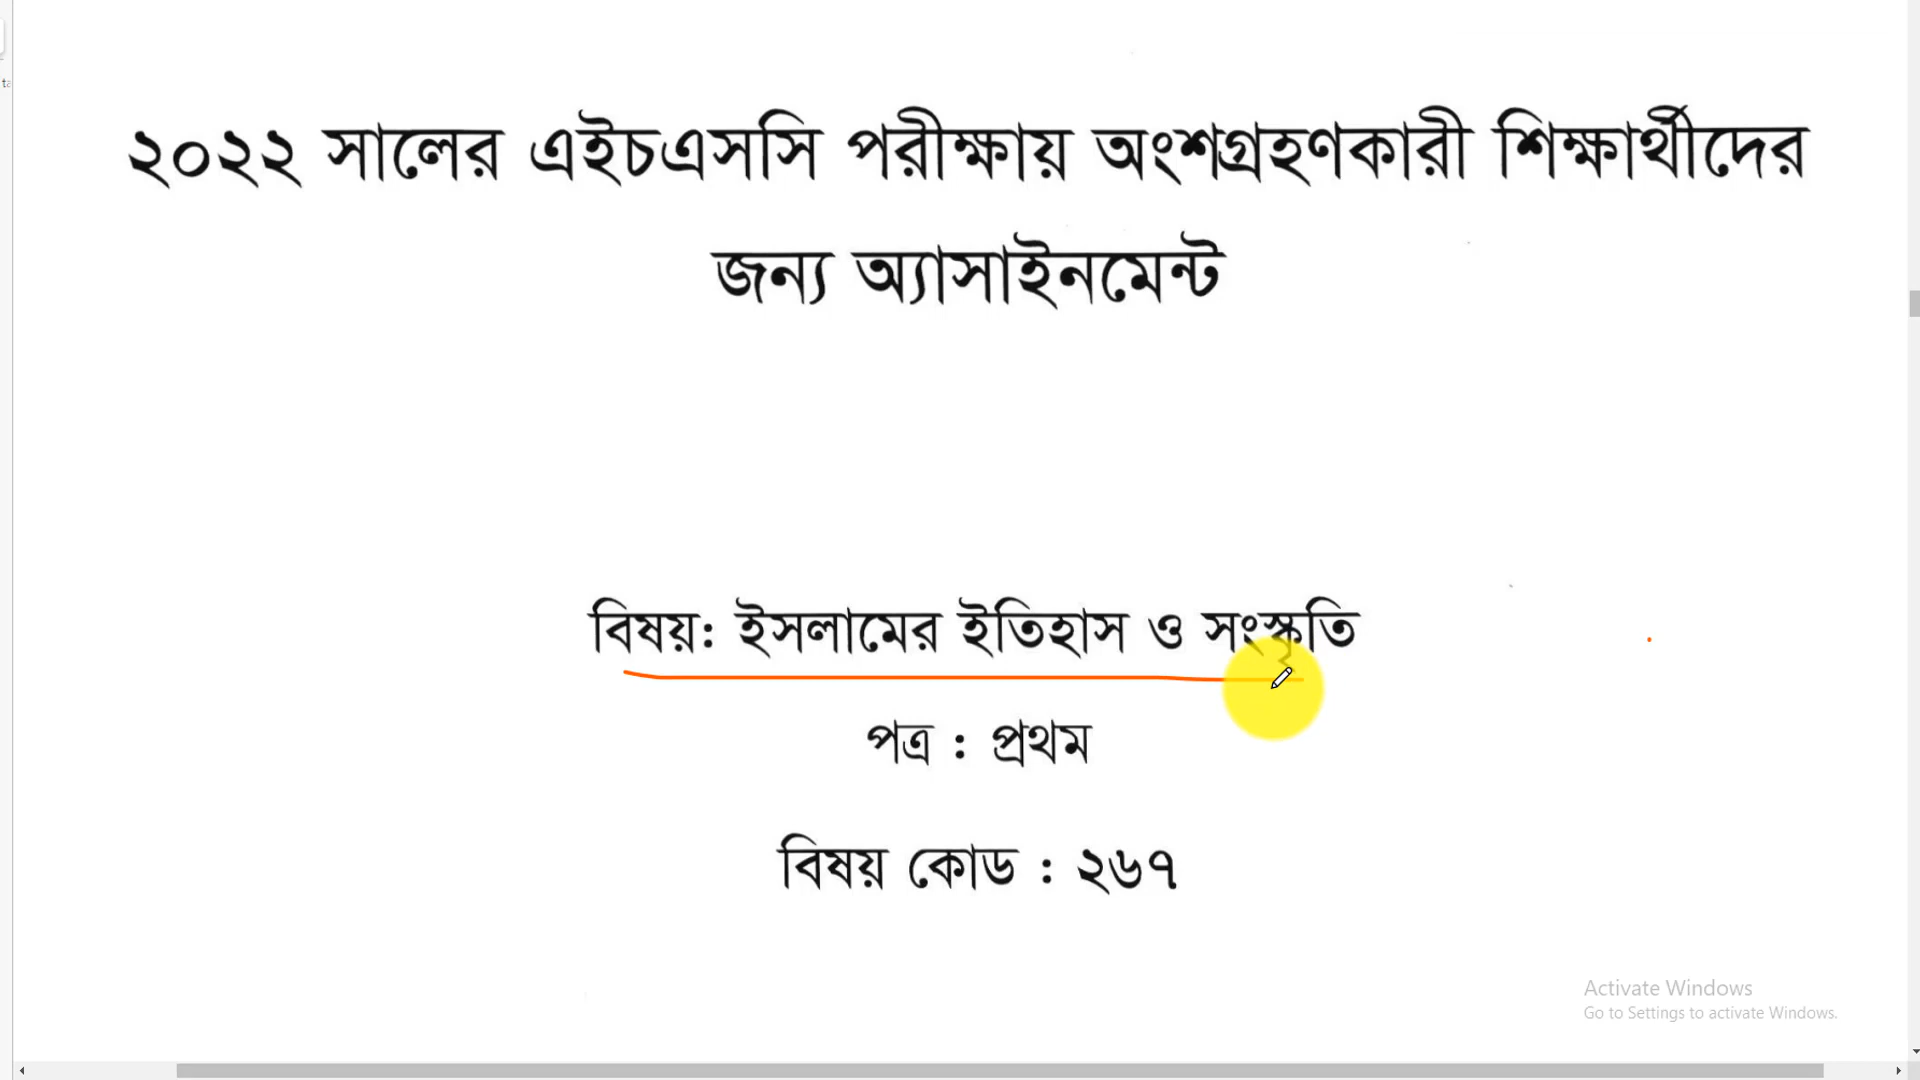 ২০২২ সালের এইচএসসি পরীক্ষায় অংশগ্রহণকারী শিক্ষার্থীদের
জন্য অ্যাসাইনমেন্ট
বিষয়: ইসলামের ইতিহাস ও সংস্কৃতি
পত্র : প্রথম
বিষয় কোড : ২৬৭
Activate Windows
Go to Settings to activate Windows.